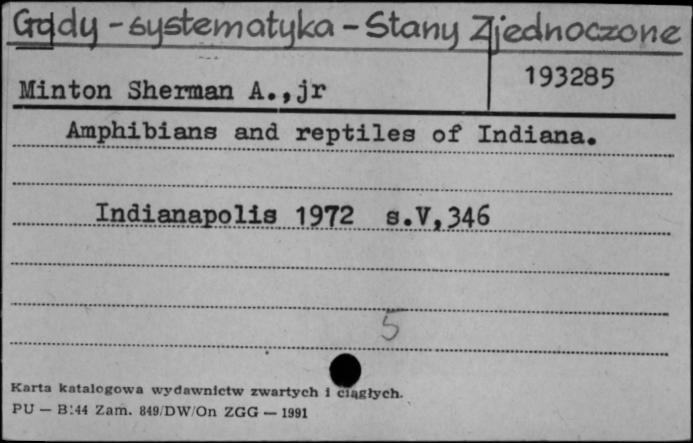 Gady - systematyka - Stany Zjednoczone
193285
Minton Sherman A.,jr
Amphibians and reptiles of Indiana.
Indianapolis 1972 s.V,346
5
Karta katalogowa wydawnictw zwartych i ciągłych.
PU — B:44 Zam. 849/DW/On ZGG — 1991